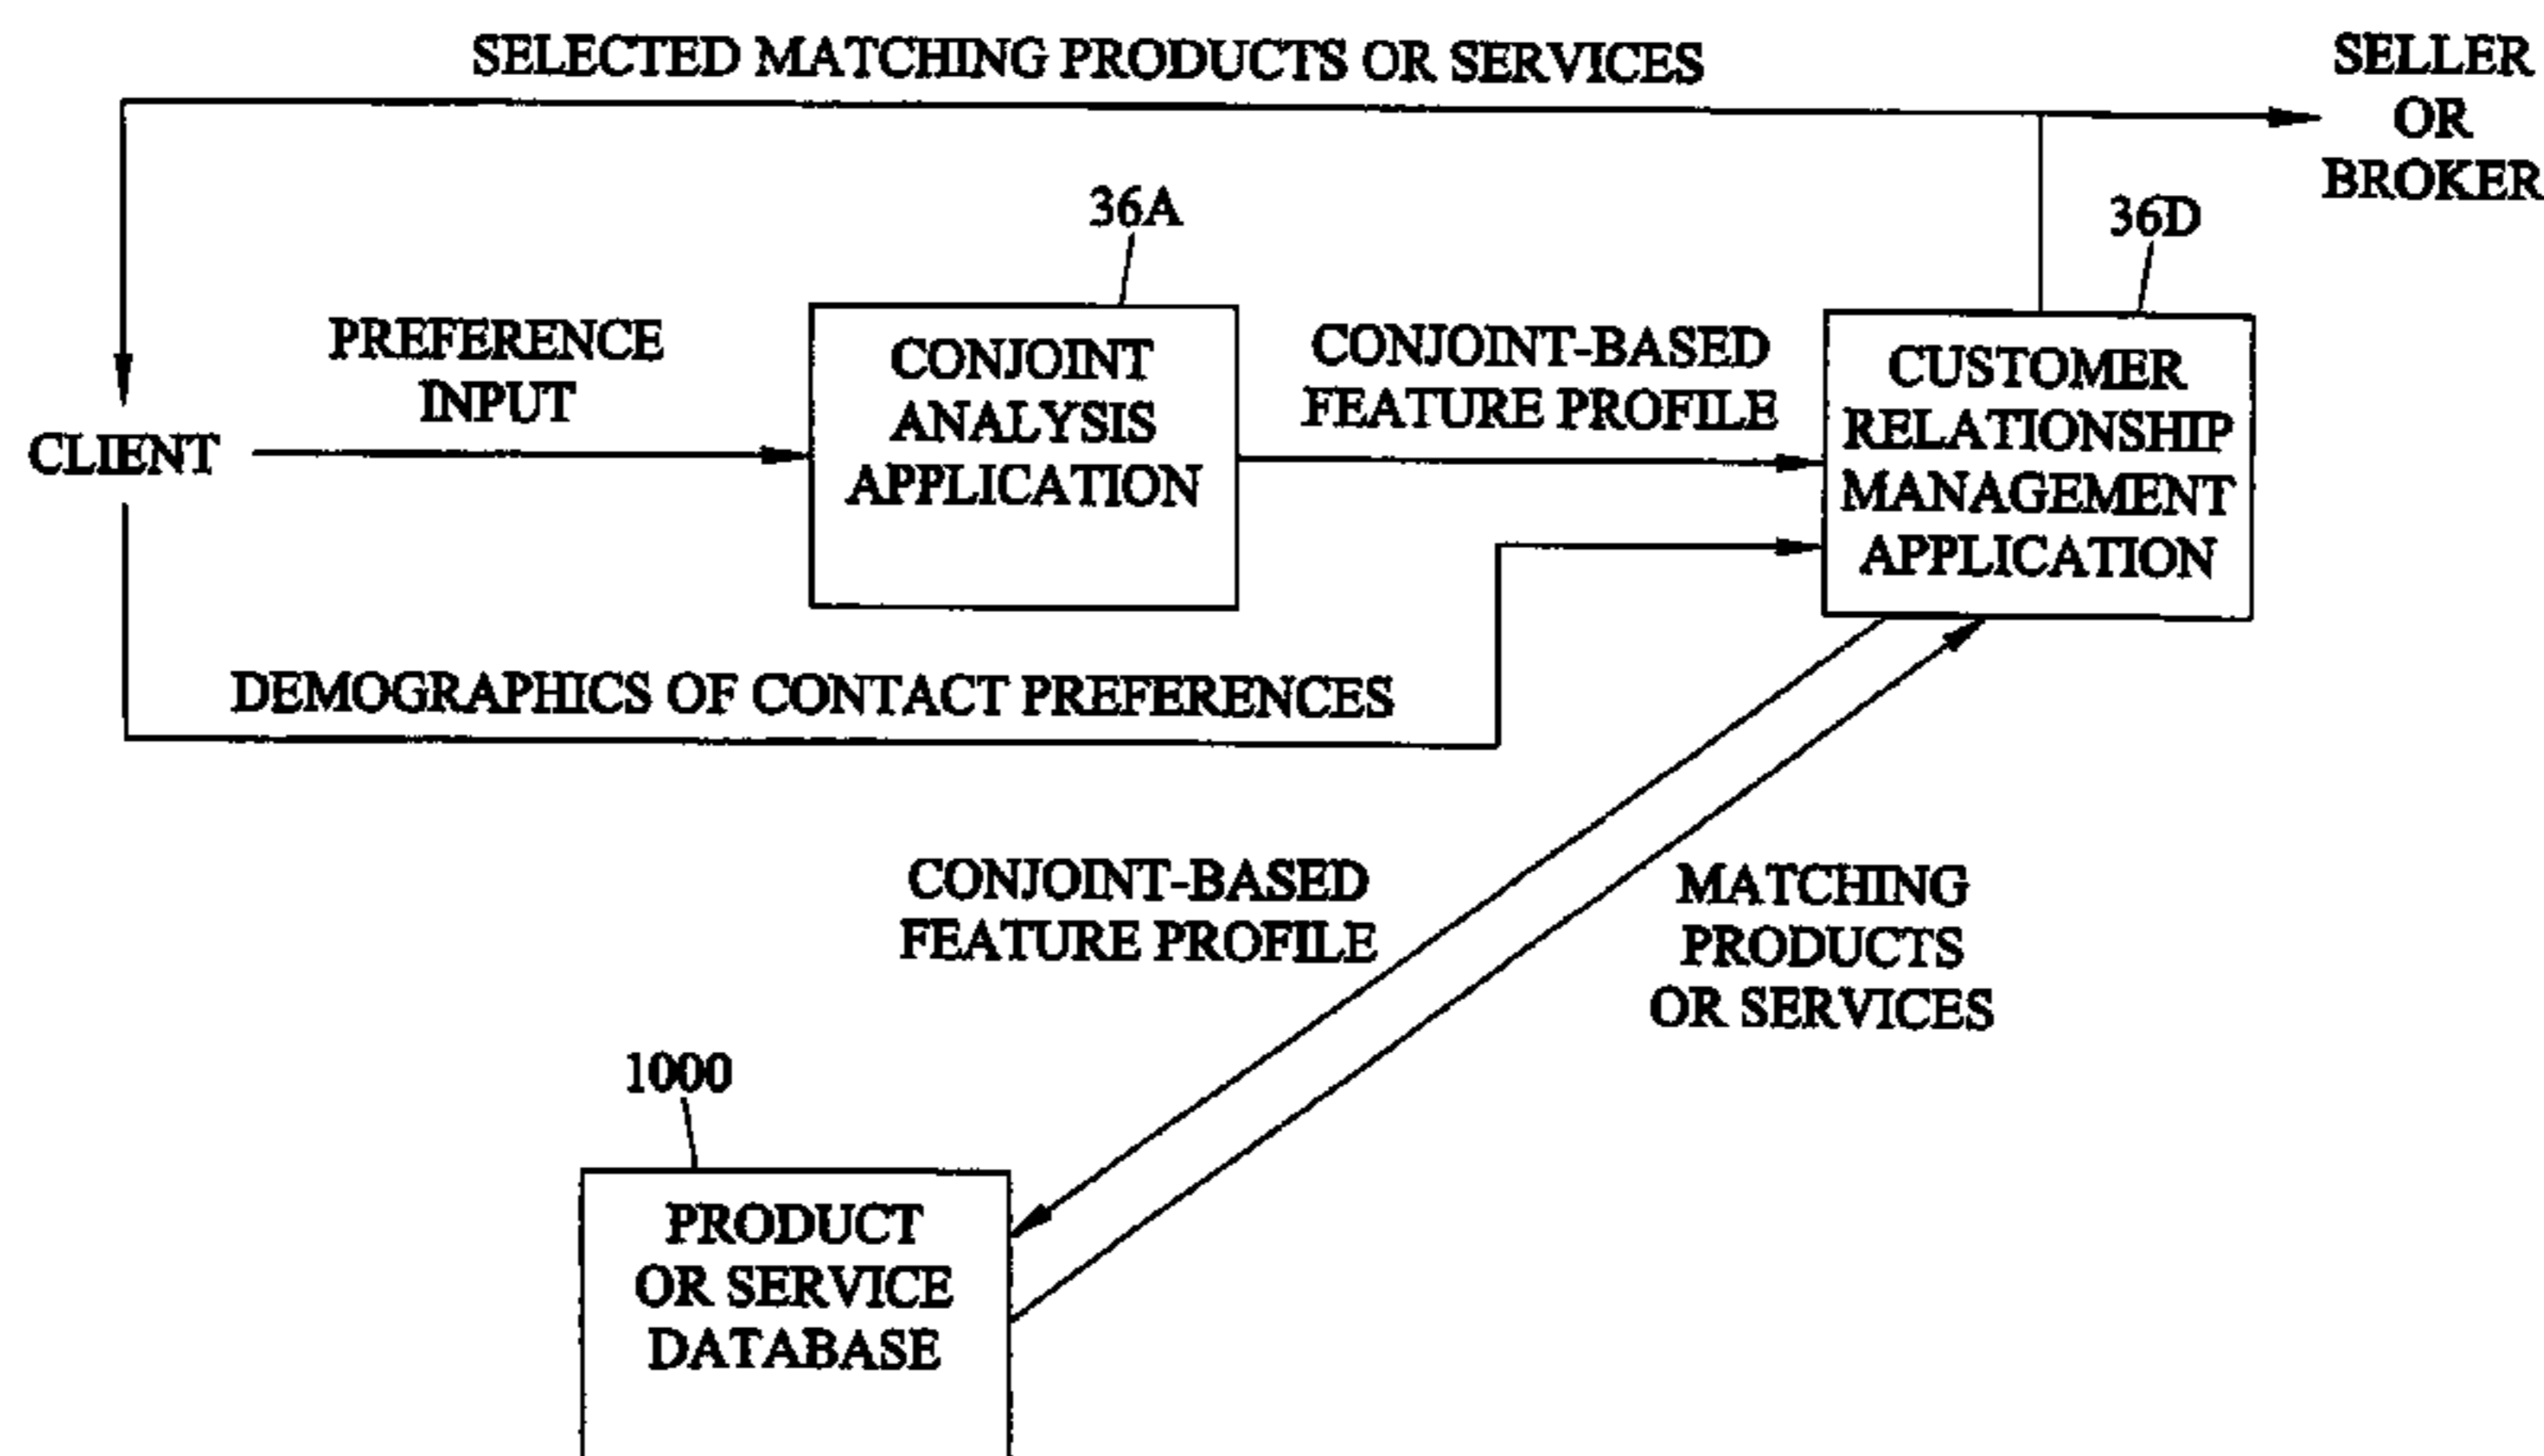 SELECTED MATCHING PRODUCTS OR SERVICES
SELLER
OR
BROKER
36A
36D
PREFERENCE
INPUT
CONJOINT
ANALYSIS
APPLICATION
CONJOINT-BASED
FEATURE PROFILE
CUSTOMER
RELATIONSHIP
MANAGEMENT
APPLICATION
CLIENT
DEMOGRAPHICS OF CONTACT PREFERENCES
CONJOINT-BASED
FEATURE PROFILE
MATCHING
PRODUCTS
OR SERVICES
1000
PRODUCT
OR SERVICE
DATABASE